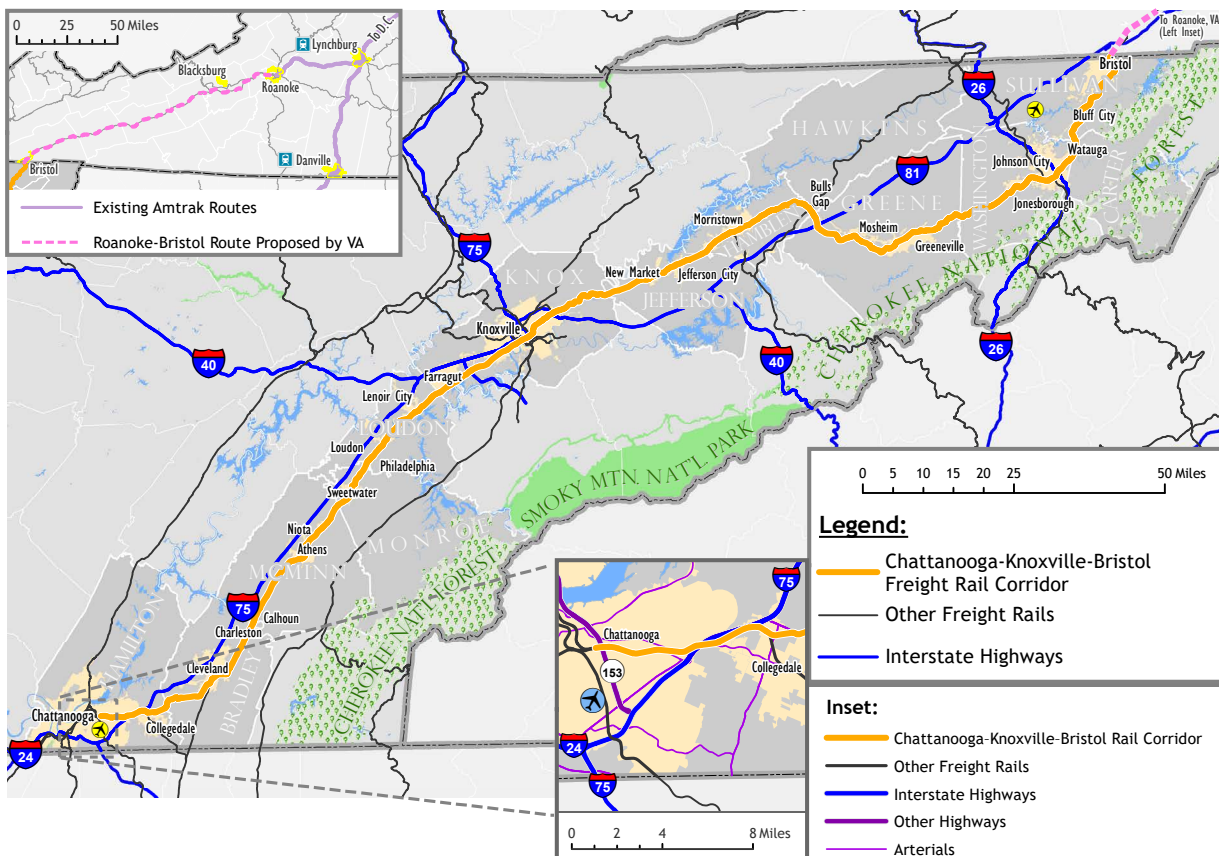 0 25 50 Miles
To D.C.
Lynchburg
Blacksburg
Roanoke
Danville
Bristol
Existing Amtrak Routes
Roanoke-Bristol Route Proposed by VA
To Roanoke, VA
(Left Inset)
Bristol
26
SULLIVAN
Bluff City
HAWKINS
Watauga
Johnson City
81
Bulls
Gap
GREENE
WASHINGTON
CARTER
Jonesborough
Morristown
Mosheim
Greeneville
75
KNOX
New Market
Jefferson City
JEFFERSON
CHEROKEE NATIONAL FOREST
Knoxville
26
40
40
Farragut
Lenoir City
LOUDON
Loudon
Philadelphia
SMOKY MTN. NAT'L PARK
Sweetwater
Niota
MONROE
Athens
MCMINN
75
Calhoun
Charleston
HAMILTON
Cleveland
BRADLEY
CHEROKEE NAT'L FOREST
Chattanooga
Collegedale
24
75
Chattanooga
153
Collegedale
24
75
0 2 4 8 Miles
0 5 10 15 20 25 50 Miles
Legend:
Chattanooga-Knoxville-Bristol
Freight Rail Corridor
Other Freight Rails
Interstate Highways
Inset:
Chattanooga-Knoxville-Bristol Rail Corridor
Other Freight Rails
Interstate Highways
Other Highways
Arterials